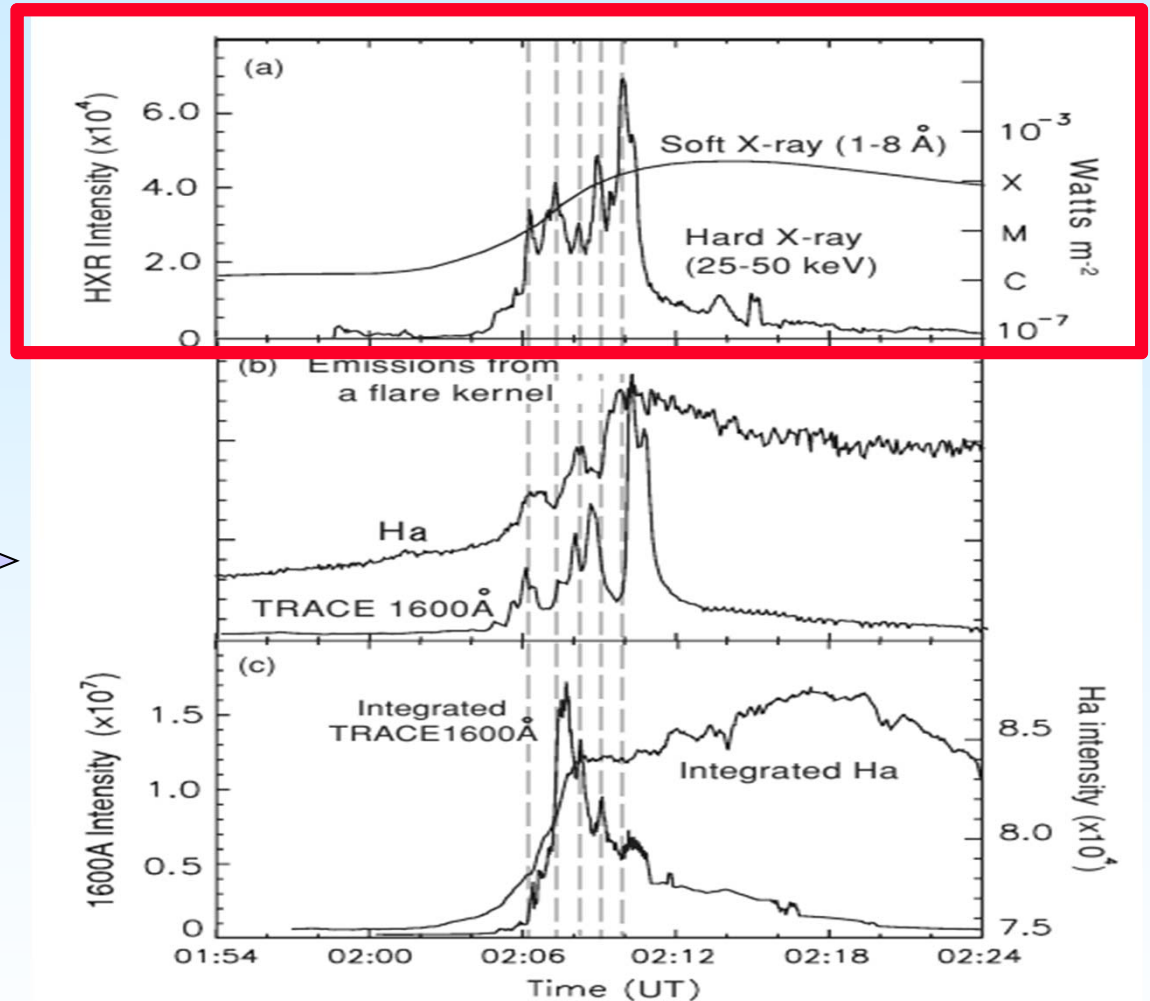 (a)
HXR Intensity (x10⁴)
6.0
4.0
2.0
0
Soft X-ray (1-8 Å)
Hard X-ray
(25-50 keV)
10⁻³
X
M
C
10⁻⁷
Watts m⁻²
(b) Emissions from
a flare kernel
Ha
TRACE 1600Å
(c)
1600A Intensity (x10⁷)
1.5
1.0
0.5
0
Integrated
TRACE1600Å
Integrated Ha
8.5
8.0
7.5
Ha intensity (x10⁴)
01:54 02:00 02:06 02:12 02:18 02:24
Time (UT)